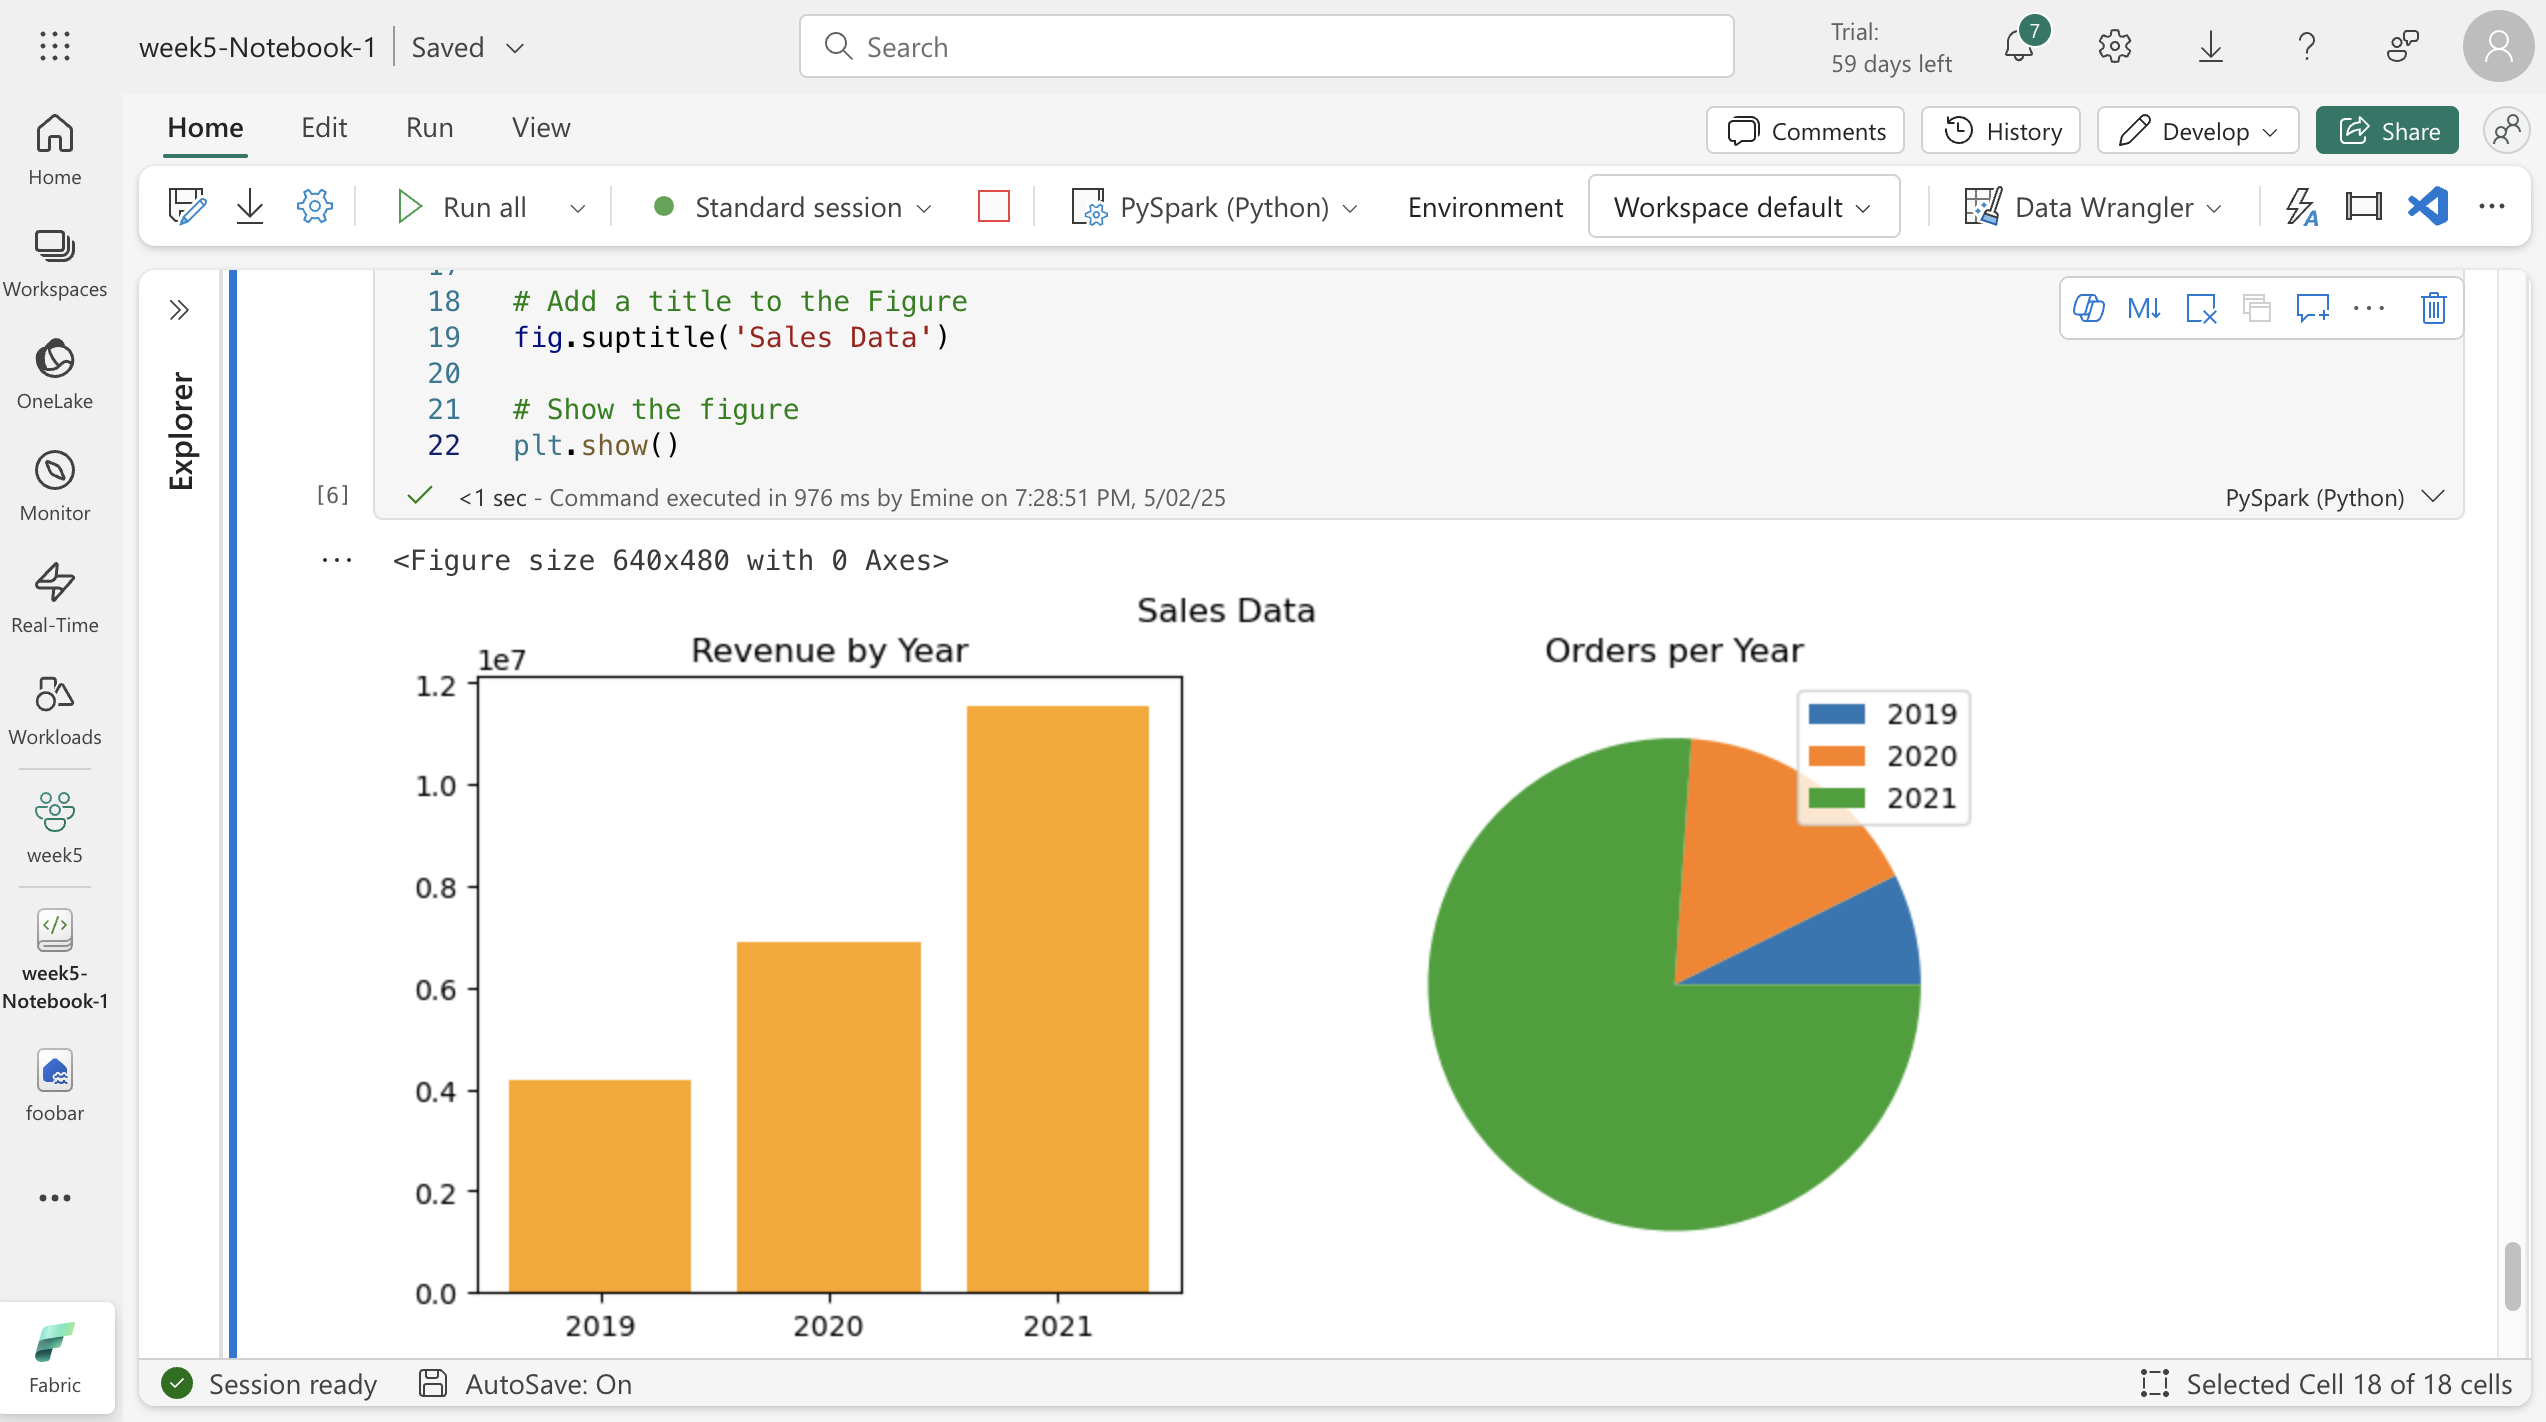 week5-Notebook-1 Saved
Search
Trial:
59 days left
7
Home Edit Run View
Comments History Develop Share
Run all Standard session PySpark (Python) Environment Workspace default Data Wrangler
Home
Workspaces
OneLake
Monitor
Real-Time
Workloads
week5
week5-
Notebook-1
foobar
Fabric
Explorer
17
18 # Add a title to the Figure
19 fig.suptitle('Sales Data')
20
21 # Show the figure
22 plt.show()
M↓
[6] <1 sec - Command executed in 976 ms by Emine on 7:28:51 PM, 5/02/25 PySpark (Python)
<Figure size 640x480 with 0 Axes>
Sales Data
Revenue by Year
1e7
1.2
1.0
0.8
0.6
0.4
0.2
0.0
2019 2020 2021
Orders per Year
2019
2020
2021
Session ready AutoSave: On Selected Cell 18 of 18 cells